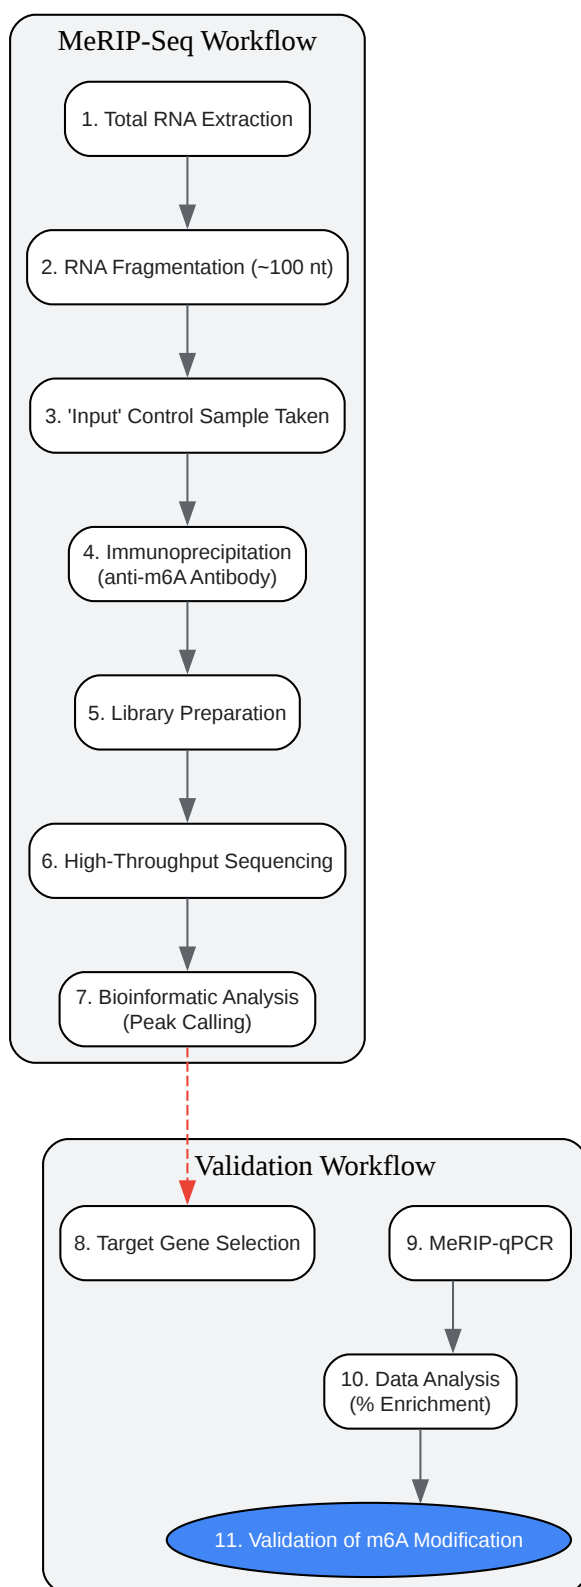 MeRIP-Seq Workflow
1. Total RNA Extraction
2. RNA Fragmentation (~100 nt)
3. 'Input' Control Sample Taken
4. Immunoprecipitation
(anti-m6A Antibody)
5. Library Preparation
6. High-Throughput Sequencing
7. Bioinformatic Analysis
(Peak Calling)
Validation Workflow
8. Target Gene Selection
9. MeRIP-qPCR
10. Data Analysis
(% Enrichment)
11. Validation of m6A Modification